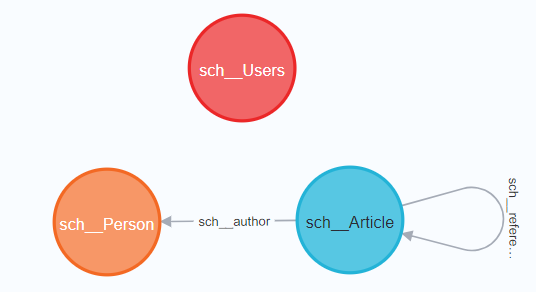 sch__Users
sch__Person
sch__author
sch__Article
sch__refere...